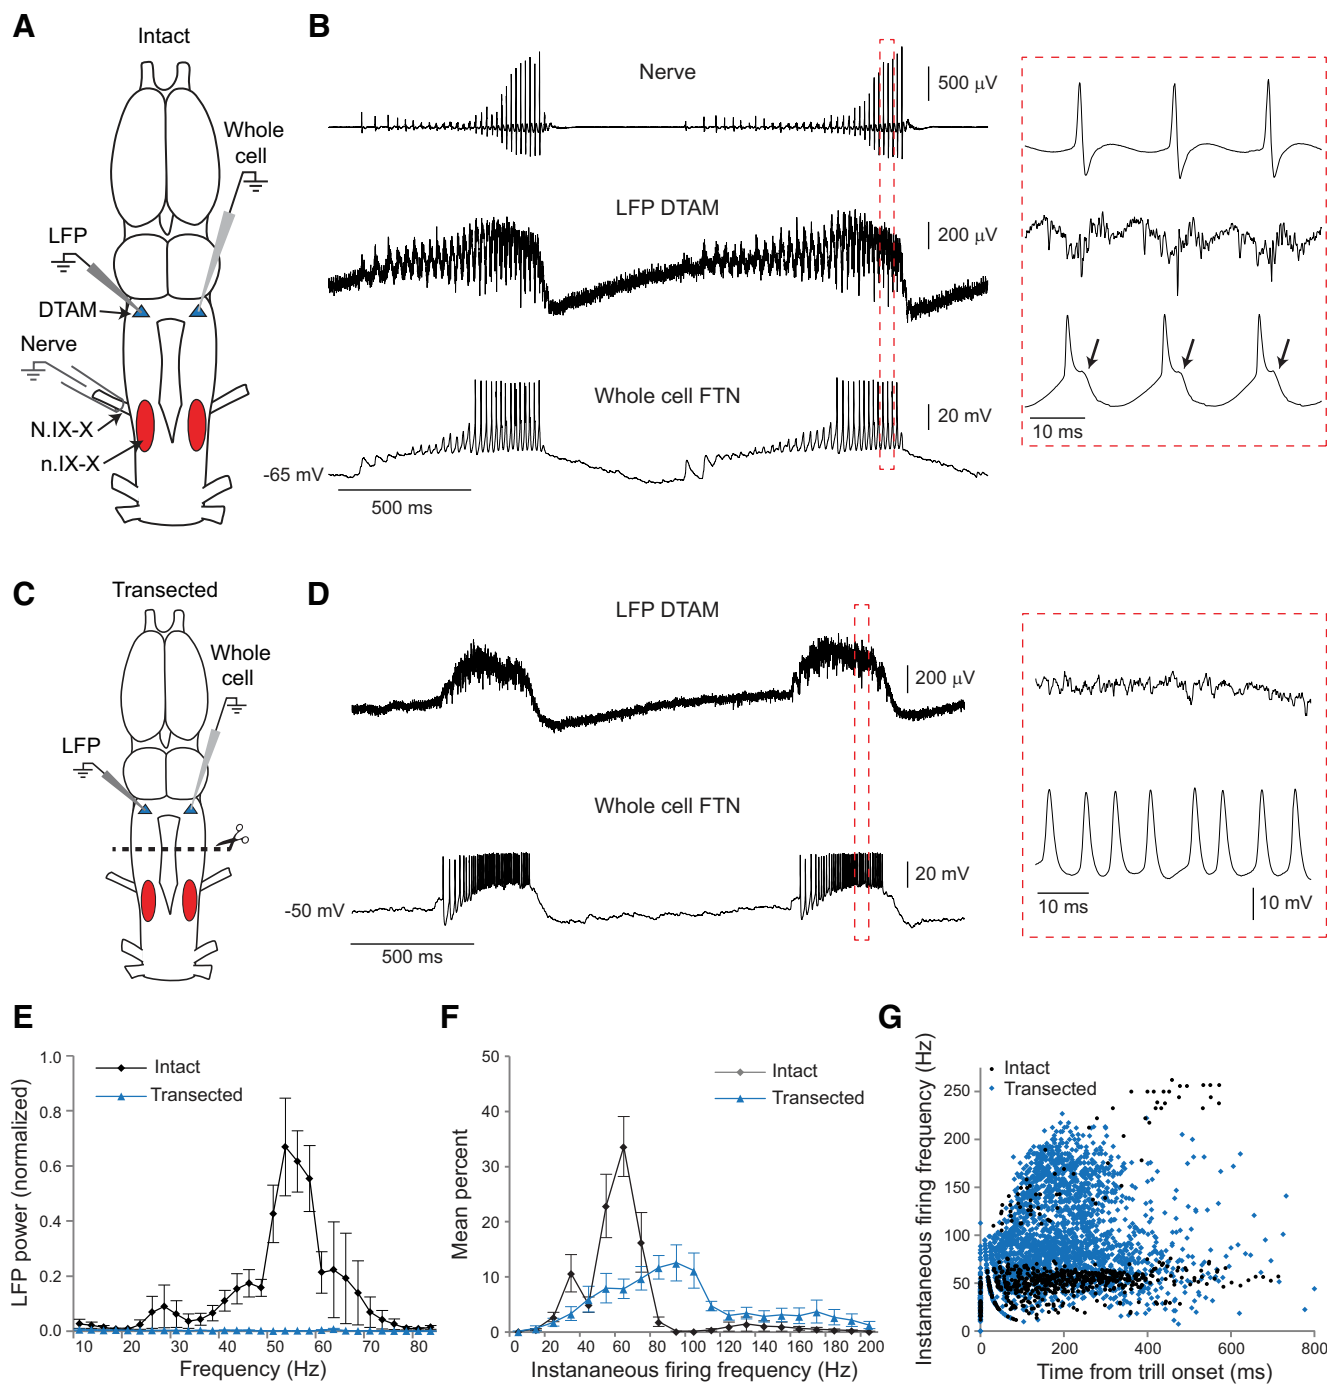 A
Intact
Whole
cell
LFP
DTAM
Nerve
N.IX-X
n.IX-X
B
Nerve
500 μV
LFP DTAM
200 μV
Whole cell FTN
20 mV
-65 mV
500 ms
10 ms
C
Transected
Whole
cell
LFP
D
LFP DTAM
200 μV
Whole cell FTN
20 mV
-50 mV
500 ms
10 ms
10 mV
E
LFP power (normalized)
1.0
0.8
0.6
0.4
0.2
0.0
Intact
Transected
10 20 30 40 50 60 70 80
Frequency (Hz)
F
Mean percent
50
40
30
20
10
0
Intact
Transected
0 20 40 60 80 100 120 140 160 180 200
Instananeous firing frequency (Hz)
G
Instantaneous firing frequency (Hz)
250
200
150
100
50
0
Intact
Transected
0 200 400 600 800
Time from trill onset (ms)